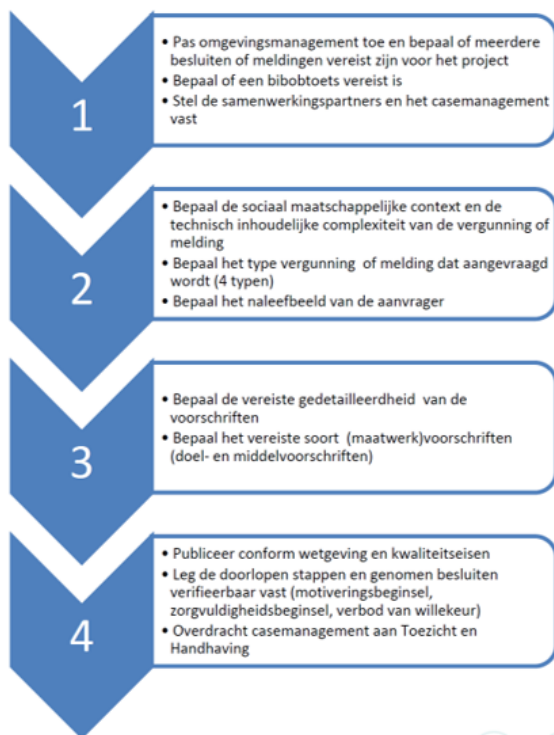 1
• Pas omgevingsmanagement toe en bepaal of meerdere
besluiten of meldingen vereist zijn voor het project
• Bepaal of een bibobtoets vereist is
• Stel de samenwerkingspartners en het casemanagement
vast
2
• Bepaal de sociaal maatschappelijke context en de
technisch inhoudelijke complexiteit van de vergunning of
melding
• Bepaal het type vergunning of melding dat aangevraagd
wordt (4 typen)
• Bepaal het naleefbeeld van de aanvrager
3
• Bepaal de vereiste gedetailleerdheid van de
voorschriften
• Bepaal het vereiste soort (maatwerk)voorschriften
(doel- en middelvoorschriften)
4
• Publiceer conform wetgeving en kwaliteitseisen
• Leg de doorlopen stappen en genomen besluiten
verifieerbaar vast (motiveringsbeginsel,
zorgvuldigheidsbeginsel, verbod van willekeur)
• Overdracht casemanagement aan Toezicht en
Handhaving